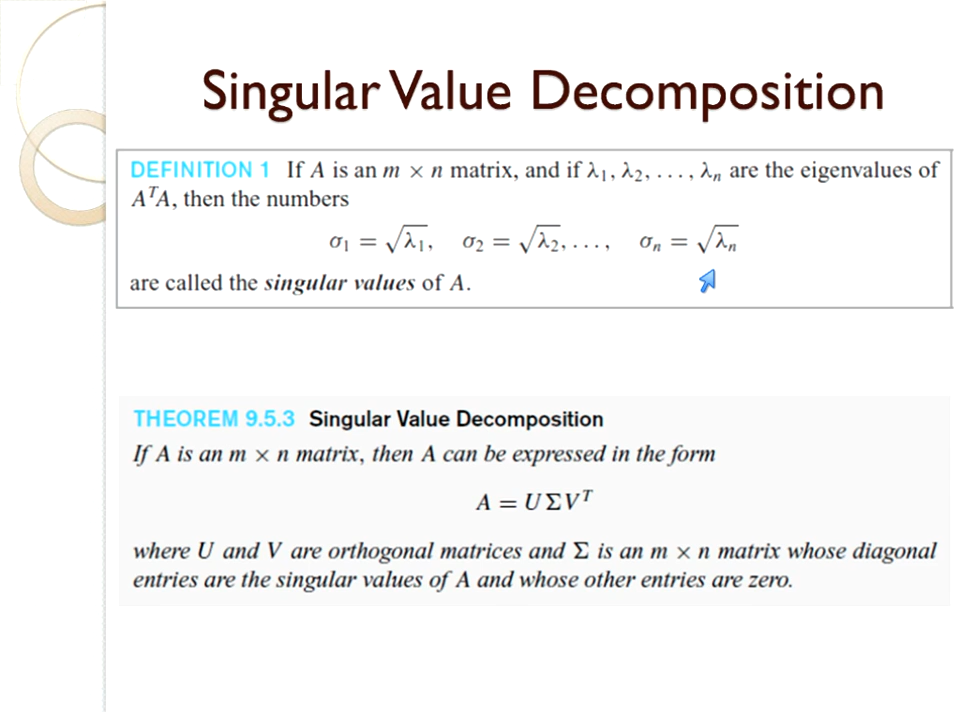 Singular Value Decomposition
DEFINITION 1 If A is an m × n matrix, and if λ₁, λ₂, . . . , λₙ are the eigenvalues of
AᵀA, then the numbers
σ₁ = √λ₁, σ₂ = √λ₂, . . . , σₙ = √λₙ
are called the singular values of A.
THEOREM 9.5.3 Singular Value Decomposition
If A is an m × n matrix, then A can be expressed in the form
A = UΣVᵀ
where U and V are orthogonal matrices and Σ is an m × n matrix whose diagonal
entries are the singular values of A and whose other entries are zero.